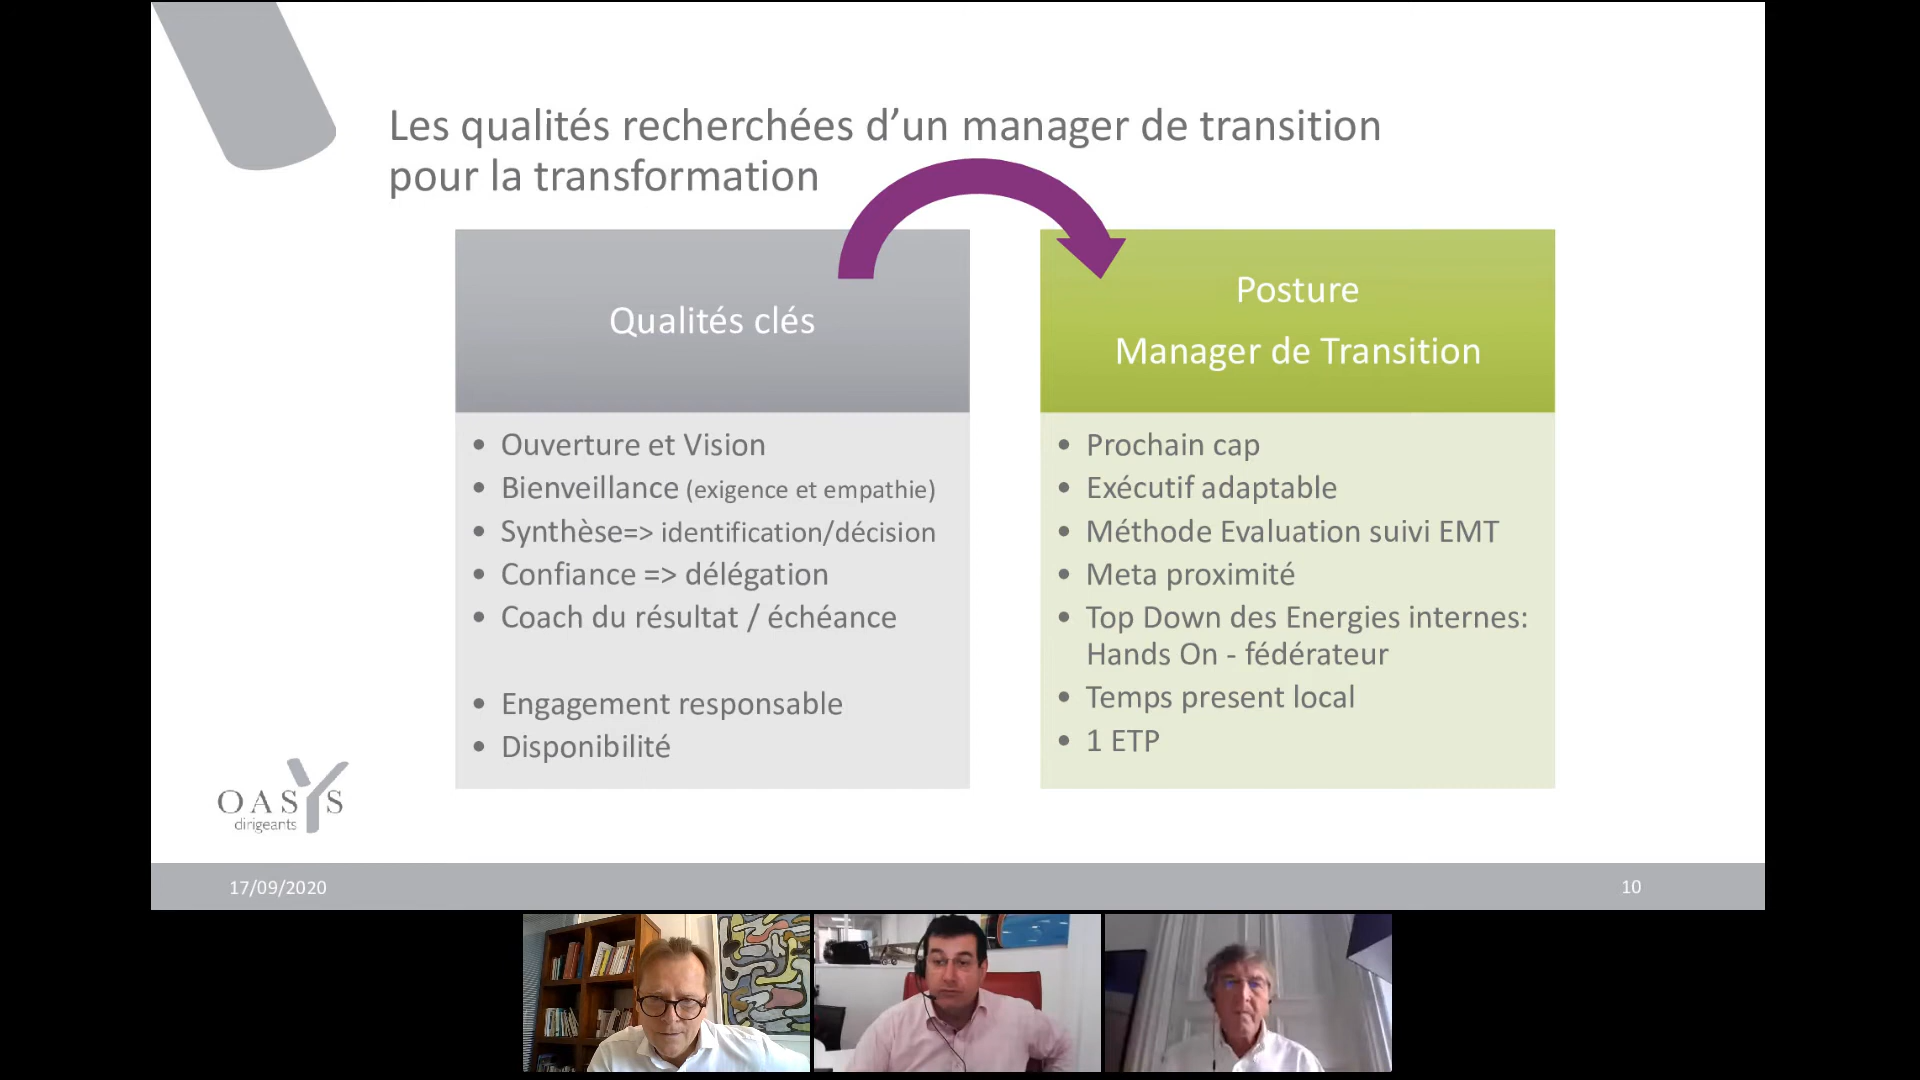 Les qualités recherchées d’un manager de transition
pour la transformation
Qualités clés
• Ouverture et Vision
• Bienveillance (exigence et empathie)
• Synthèse=> identification/décision
• Confiance => délégation
• Coach du résultat / échéance
• Engagement responsable
• Disponibilité
Posture
Manager de Transition
• Prochain cap
• Exécutif adaptable
• Méthode Evaluation suivi EMT
• Meta proximité
• Top Down des Energies internes:
Hands On - fédérateur
• Temps present local
• 1 ETP
OASYS
dirigeants
17/09/2020
10